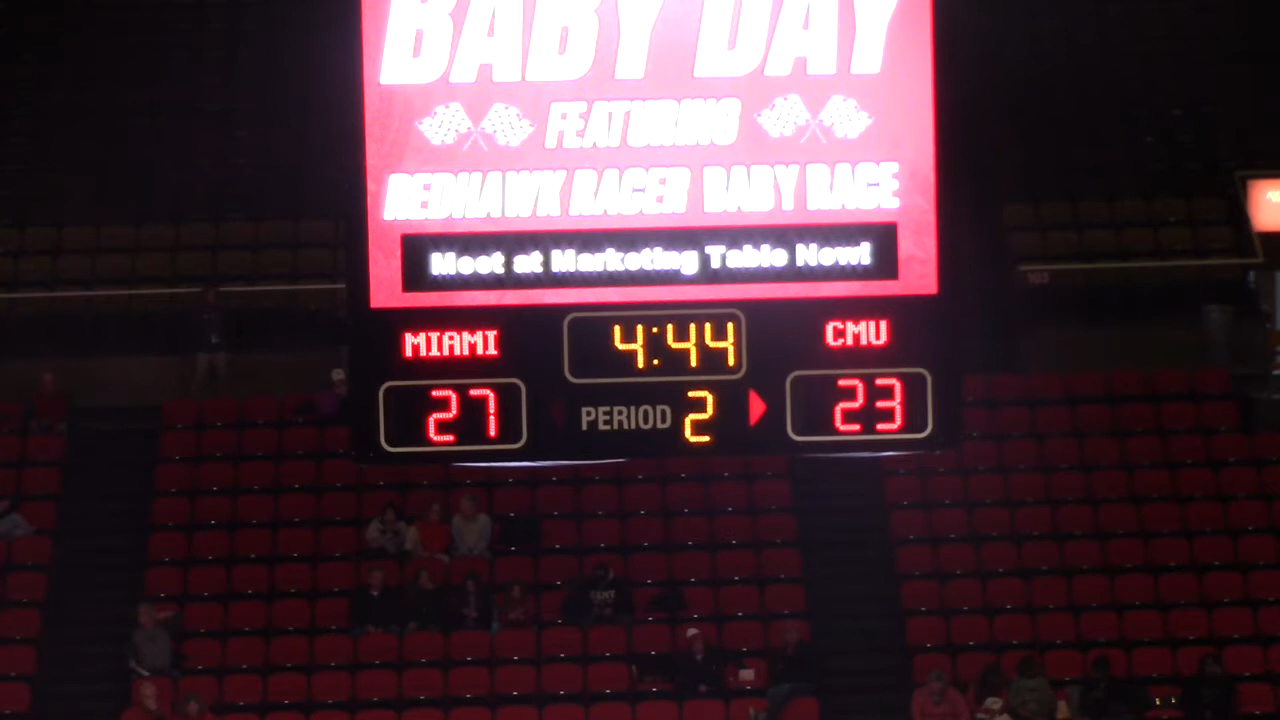 BABY DAY
FEATURING
REDHAWK RACER BABY RACE
Meet at Marketing Table Now!
MIAMI 4:44 CMU
27 PERIOD 2 23
103